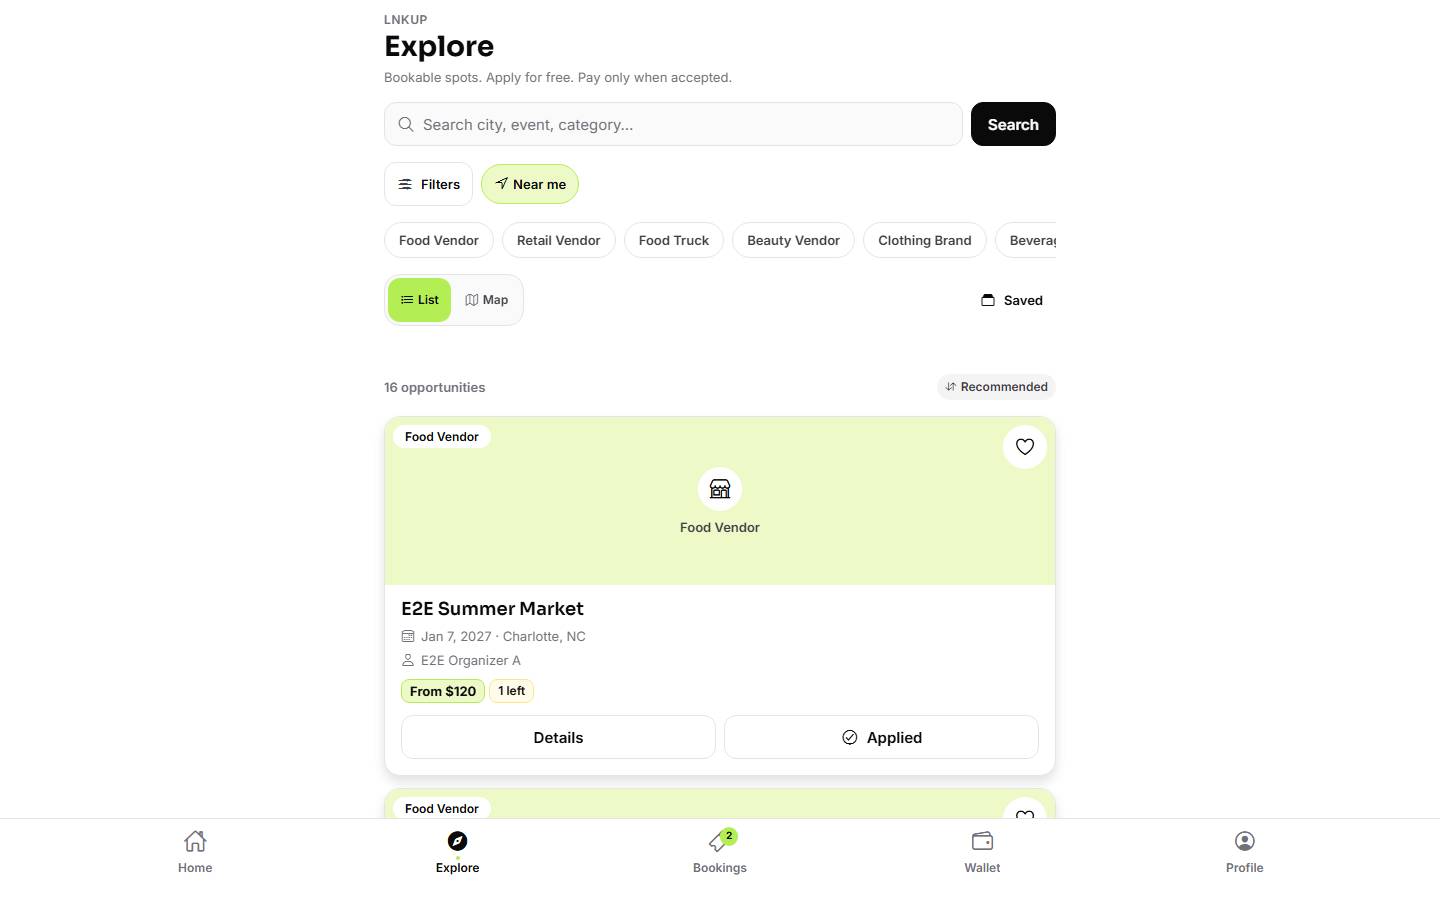 LNKUP
Explore
Bookable spots. Apply for free. Pay only when accepted.
Search city, event, category...
Search
Filters
Near me
Food Vendor
Retail Vendor
Food Truck
Beauty Vendor
Clothing Brand
Beverag
List
Map
Saved
16 opportunities
Recommended
Food Vendor
Food Vendor
E2E Summer Market
Jan 7, 2027 · Charlotte, NC
E2E Organizer A
From $120
1 left
Details
Applied
Food Vendor
2
Home
Explore
Bookings
Wallet
Profile